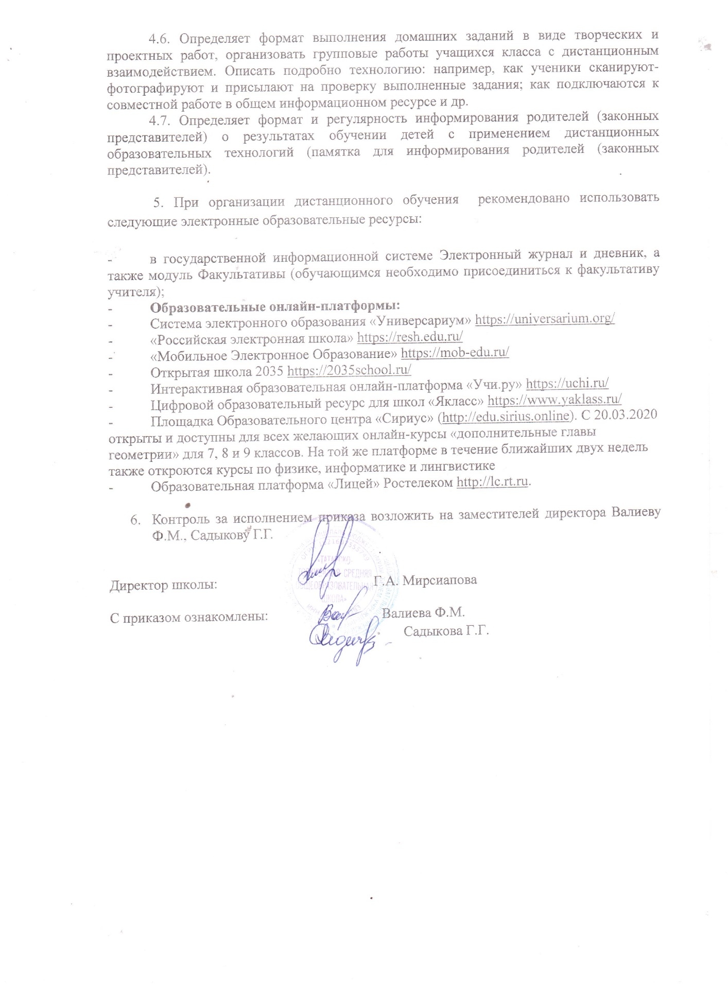 4.6. Определяет формат выполнения домашних заданий в виде творческих и
проектных работ, организовать групповые работы учащихся класса с дистанционным
взаимодействием. Описать подробно технологию: например, как ученики сканируют-
фотографируют и присылают на проверку выполненные задания; как подключаются к
совместной работе в общем информационном ресурсе и др.
4.7. Определяет формат и регулярность информирования родителей (законных
представителей) о результатах обучении детей с применением дистанционных
образовательных технологий (памятка для информирования родителей (законных
представителей).
5. При организации дистанционного обучения рекомендовано использовать
следующие электронные образовательные ресурсы:
- в государственной информационной системе Электронный журнал и дневник, а
также модуль Факультативы (обучающимся необходимо присоединиться к факультативу
учителя);
- Образовательные онлайн-платформы:
- Система электронного образования «Универсариум» https://universarium.org/
- «Российская электронная школа» https://resh.edu.ru/
- «Мобильное Электронное Образование» https://mob-edu.ru/
- Открытая школа 2035 https://2035school.ru/
- Интерактивная образовательная онлайн-платформа «Учи.ру» https://uchi.ru/
- Цифровой образовательный ресурс для школ «Якласс» https://www.yaklass.ru/
- Площадка Образовательного центра «Сириус» (http://edu.sirius.online). С 20.03.2020
открыты и доступны для всех желающих онлайн-курсы «дополнительные главы
геометрии» для 7, 8 и 9 классов. На той же платформе в течение ближайших двух недель
также откроются курсы по физике, информатике и лингвистике
- Образовательная платформа «Лицей» Ростелеком http://lc.rt.ru.
6. Контроль за исполнением приказа возложить на заместителей директора Валиеву
Ф.М., Садыкову Г.Г.
СРЕДНЯЯ
ОБЩЕОБРАЗОВАТЕЛЬНАЯ
ШКОЛА»
Директор школы: Г.А. Мирсиапова
С приказом ознакомлены: Валиева Ф.М.
Садыкова Г.Г.